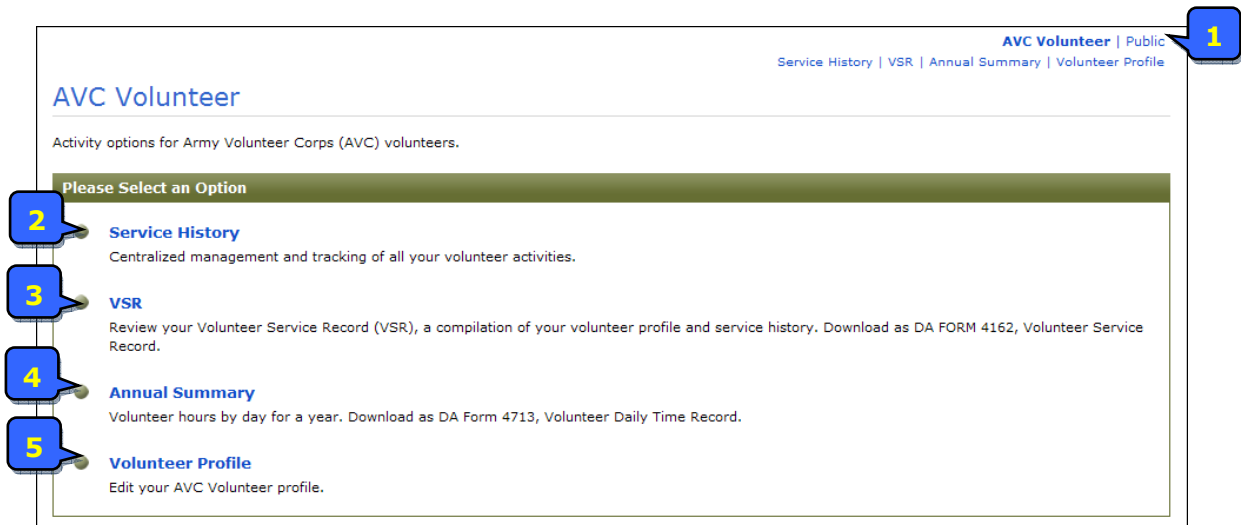 AVC Volunteer | Public
1
Service History | VSR | Annual Summary | Volunteer Profile
AVC Volunteer
Activity options for Army Volunteer Corps (AVC) volunteers.
Please Select an Option
2
Service History
Centralized management and tracking of all your volunteer activities.
3
VSR
Review your Volunteer Service Record (VSR), a compilation of your volunteer profile and service history. Download as DA FORM 4162, Volunteer Service
Record.
4
Annual Summary
Volunteer hours by day for a year. Download as DA Form 4713, Volunteer Daily Time Record.
5
Volunteer Profile
Edit your AVC Volunteer profile.